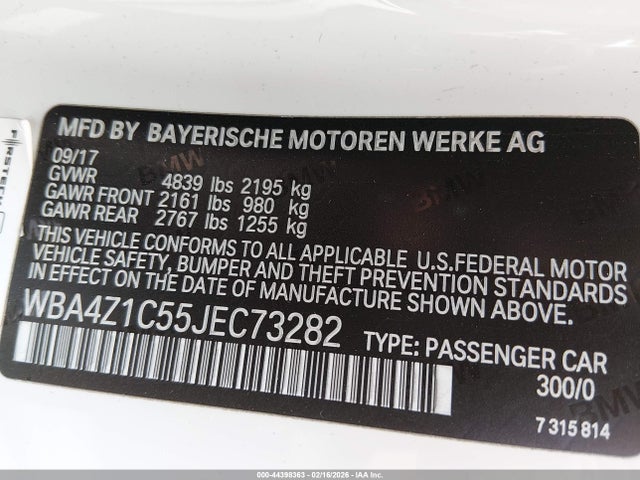 MFD BY BAYERISCHE MOTOREN WERKE AG
09/17
GVWR 4839 lbs 2195 kg
GAWR FRONT 2161 lbs 980 kg
GAWR REAR 2767 lbs 1255 kg
THIS VEHICLE CONFORMS TO ALL APPLICABLE U.S.FEDERAL MOTOR
VEHICLE SAFETY, BUMPER AND THEFT PREVENTION STANDARDS
IN EFFECT ON THE DATE OF MANUFACTURE SHOWN ABOVE.
WBA4Z1C55JEC73282 TYPE: PASSENGER CAR
300/0
7 315 814
000-44398363 - 02/16/2026 - © IAA Inc.